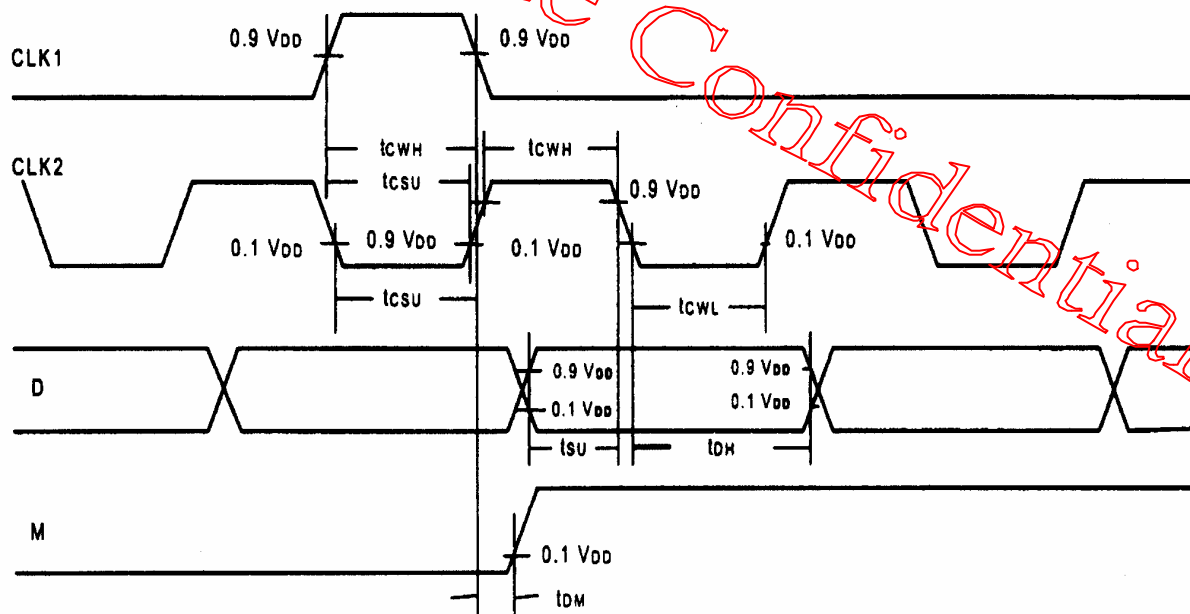 Confidential
0.9 VDD
0.9 VDD
CLK1
tCWH
tCWH
CLK2
tCSU
0.9 VDD
0.1 VDD
0.9 VDD
0.1 VDD
0.1 VDD
tCSU
tCWL
D
0.9 VDD
0.9 VDD
0.1 VDD
0.1 VDD
tSU
tDH
M
0.1 VDD
tDM